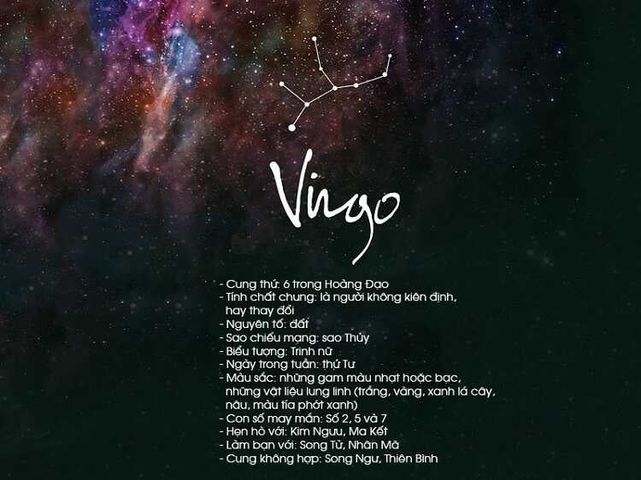 Virgo
- Cung thứ: 6 trong Hoàng Đạo
- Tính chất chung: là người không kiên định,
hay thay đổi
- Nguyên tố: đất
- Sao chiếu mạng: sao Thủy
- Biểu tượng: Trinh nữ
- Ngày trong tuần: thứ Tư
- Màu sắc: những gam màu nhạt hoặc bạc,
những vật liệu lung linh (trắng, vàng, xanh lá cây,
nâu, màu tía phớt xanh)
- Con số may mắn: Số 2, 5 và 7
- Hẹn hò với: Kim Ngưu, Ma Kết
- Làm bạn với: Song Tử, Nhân Mã
- Cung không hợp: Song Ngư, Thiên Bình